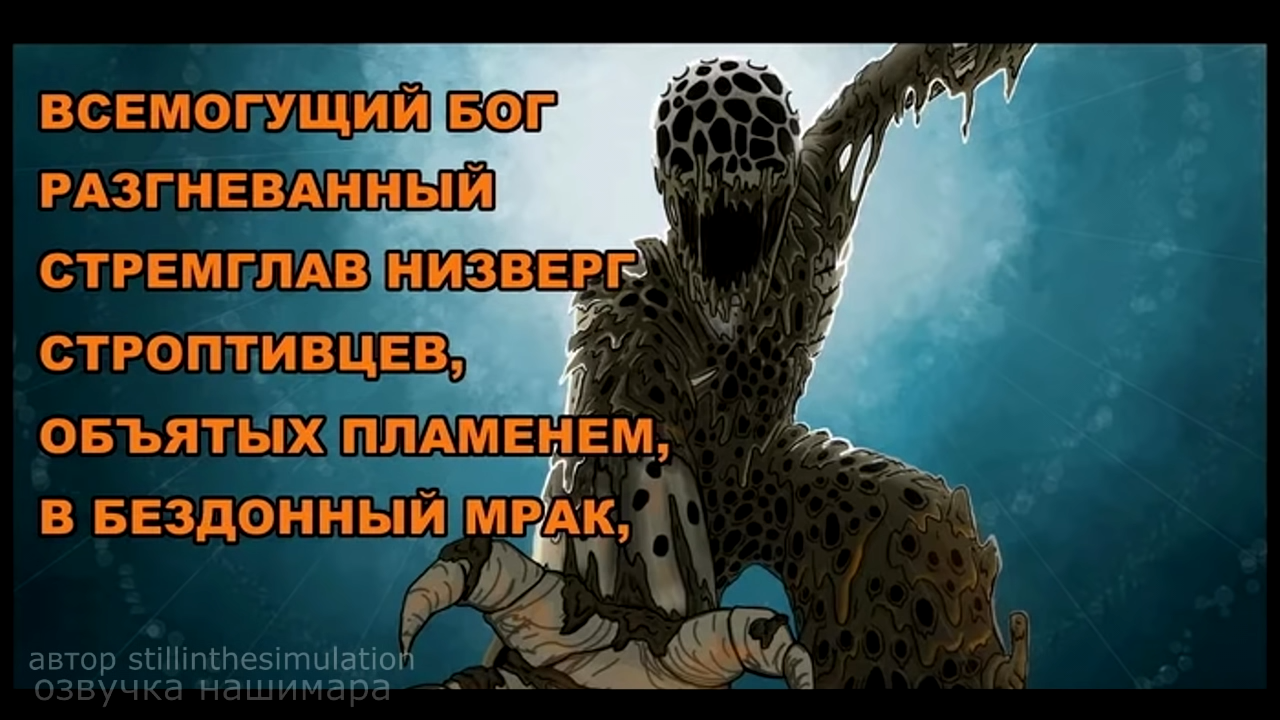 ВСЕМОГУЩИЙ БОГ
РАЗГНЕВАННЫЙ
СТРЕМГЛАВ НИЗВЕРГ
СТРОПТИВЦЕВ,
ОБЪЯТЫХ ПЛАМЕНЕМ,
В БЕЗДОННЫЙ МРАК,
автор stillinthesimulation
озвучка нашимара